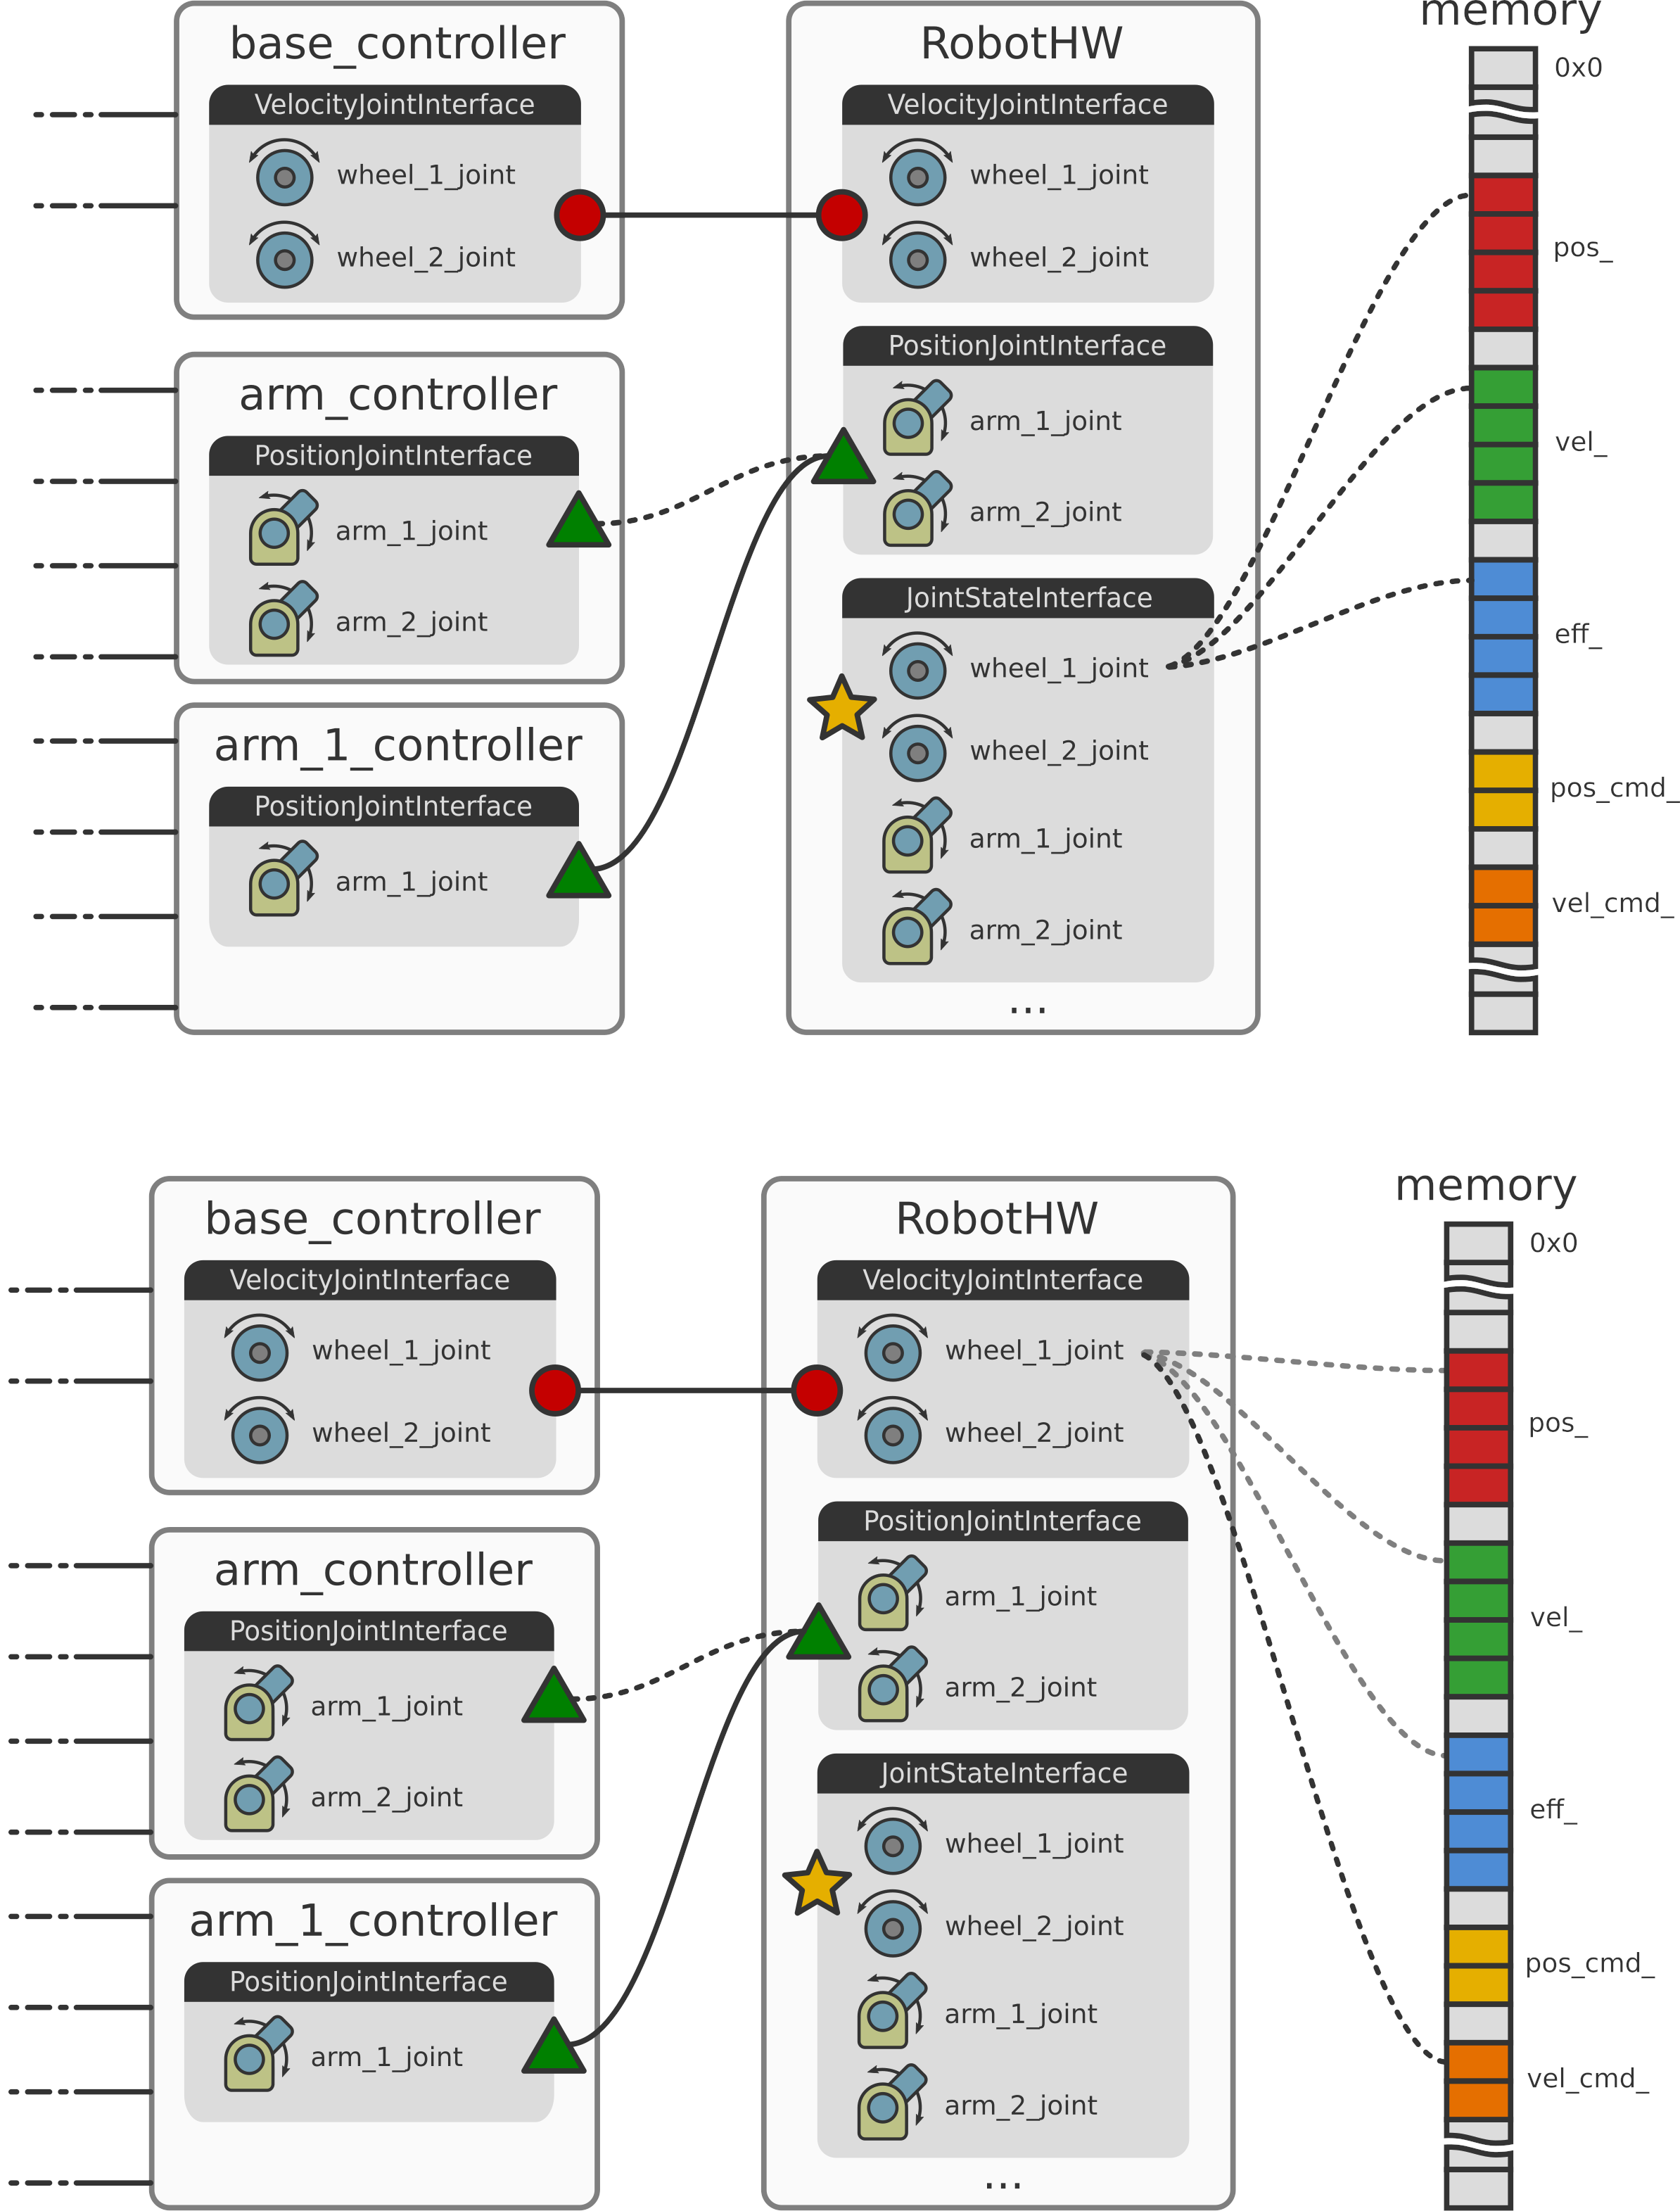 base_controller
VelocityJointInterface
wheel_1_joint
wheel_2_joint
arm_controller
PositionJointInterface
arm_1_joint
arm_2_joint
arm_1_controller
PositionJointInterface
arm_1_joint
RobotHW
VelocityJointInterface
wheel_1_joint
wheel_2_joint
PositionJointInterface
arm_1_joint
arm_2_joint
JointStateInterface
wheel_1_joint
wheel_2_joint
arm_1_joint
arm_2_joint
...
memory
0x0
pos_
vel_
eff_
pos_cmd_
vel_cmd_
base_controller
VelocityJointInterface
wheel_1_joint
wheel_2_joint
arm_controller
PositionJointInterface
arm_1_joint
arm_2_joint
arm_1_controller
PositionJointInterface
arm_1_joint
RobotHW
VelocityJointInterface
wheel_1_joint
wheel_2_joint
PositionJointInterface
arm_1_joint
arm_2_joint
JointStateInterface
wheel_1_joint
wheel_2_joint
arm_1_joint
arm_2_joint
...
memory
0x0
pos_
vel_
eff_
pos_cmd_
vel_cmd_